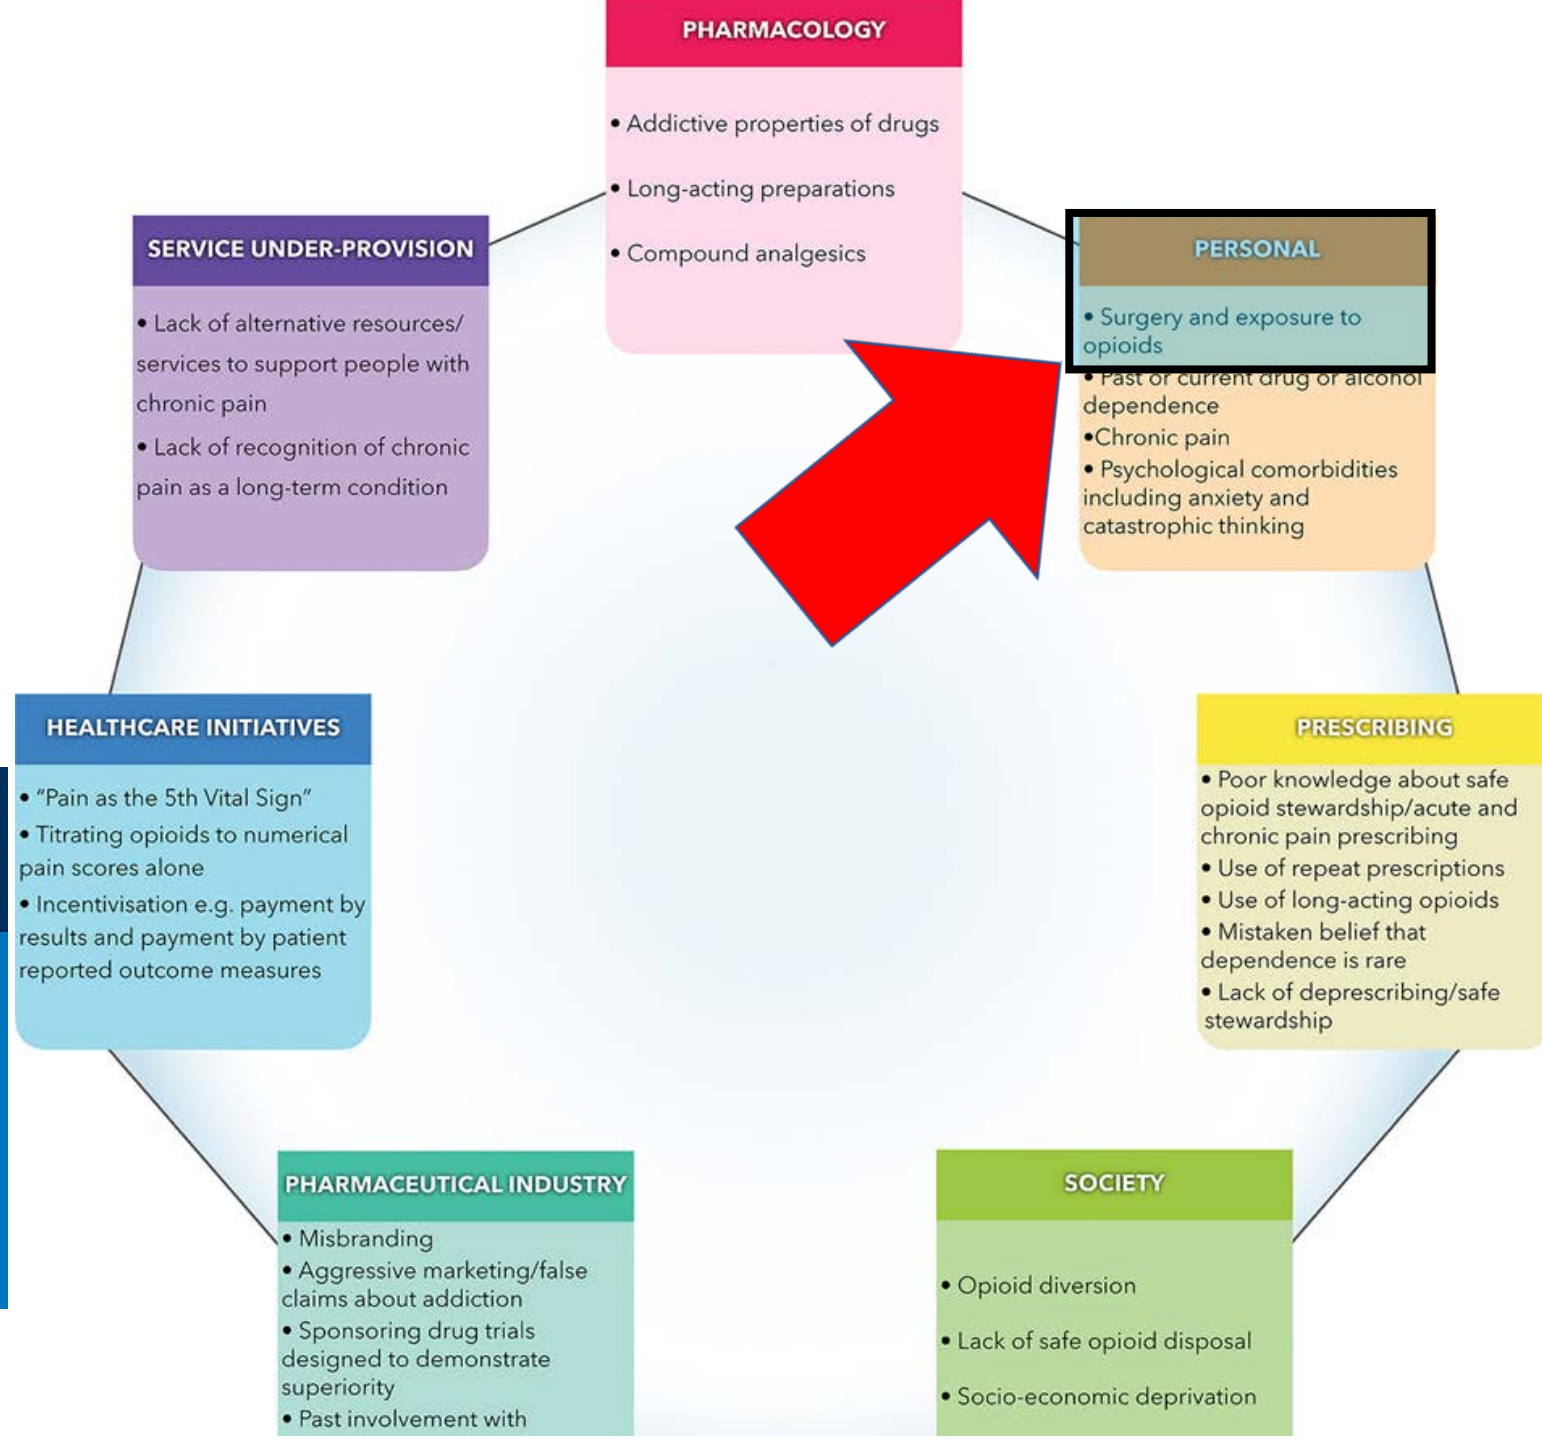 PHARMACOLOGY
• Addictive properties of drugs
• Long-acting preparations
• Compound analgesics
PERSONAL
• Surgery and exposure to
opioids
• Past or current drug or alcohol
dependence
•Chronic pain
• Psychological comorbidities
including anxiety and
catastrophic thinking
PRESCRIBING
• Poor knowledge about safe
opioid stewardship/acute and
chronic pain prescribing
• Use of repeat prescriptions
• Use of long-acting opioids
• Mistaken belief that
dependence is rare
• Lack of deprescribing/safe
stewardship
SOCIETY
• Opioid diversion
• Lack of safe opioid disposal
• Socio-economic deprivation
PHARMACEUTICAL INDUSTRY
• Misbranding
• Aggressive marketing/false
claims about addiction
• Sponsoring drug trials
designed to demonstrate
superiority
• Past involvement with
HEALTHCARE INITIATIVES
• “Pain as the 5th Vital Sign”
• Titrating opioids to numerical
pain scores alone
• Incentivisation e.g. payment by
results and payment by patient
reported outcome measures
SERVICE UNDER-PROVISION
• Lack of alternative resources/
services to support people with
chronic pain
• Lack of recognition of chronic
pain as a long-term condition